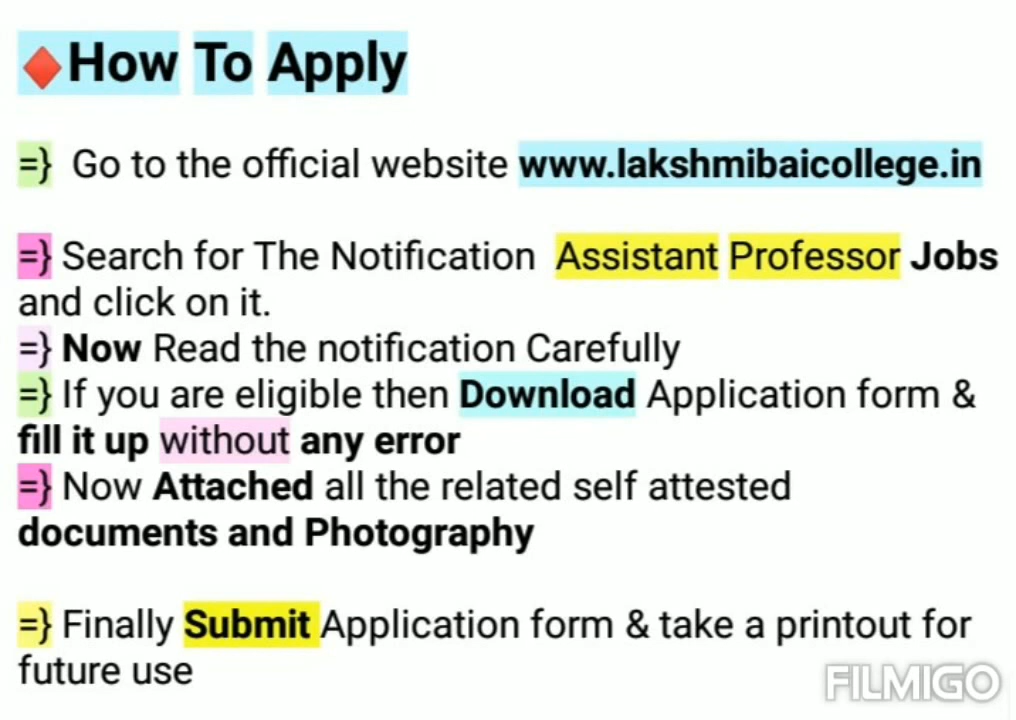 ♦How To Apply
=} Go to the official website www.lakshmibaicollege.in
=} Search for The Notification Assistant Professor Jobs
and click on it.
=} Now Read the notification Carefully
=} If you are eligible then Download Application form &
fill it up without any error
=} Now Attached all the related self attested
documents and Photography
=} Finally Submit Application form & take a printout for
future use
FILMIGO